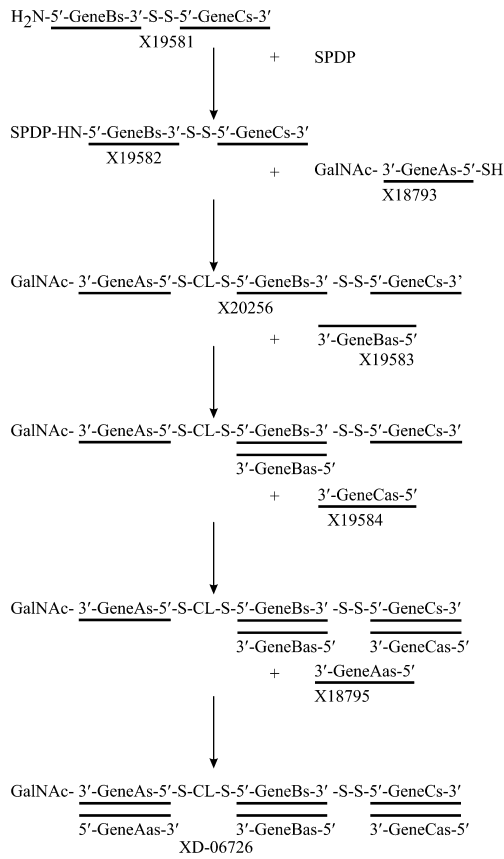 H2N-5′-GeneBs-3′-S-S-5′-GeneCs-3′
X19581
+ SPDP
SPDP-HN-5′-GeneBs-3′-S-S-5′-GeneCs-3′
X19582
+ GalNAc- 3′-GeneAs-5′-SH
X18793
GalNAc- 3′-GeneAs-5′-S-CL-S-5′-GeneBs-3′ -S-S-5′-GeneCs-3’
X20256
+ 3′-GeneBas-5′
X19583
GalNAc- 3′-GeneAs-5′-S-CL-S-5′-GeneBs-3′ -S-S-5′-GeneCs-3′
3′-GeneBas-5′
+ 3′-GeneCas-5′
X19584
GalNAc- 3′-GeneAs-5′-S-CL-S-5′-GeneBs-3′ -S-S-5′-GeneCs-3′
3′-GeneBas-5′ 3′-GeneCas-5′
+ 3′-GeneAas-5′
X18795
GalNAc- 3′-GeneAs-5′-S-CL-S-5′-GeneBs-3′ -S-S-5′-GeneCs-3′
5′-GeneAas-3′ 3′-GeneBas-5′ 3′-GeneCas-5′
XD-06726